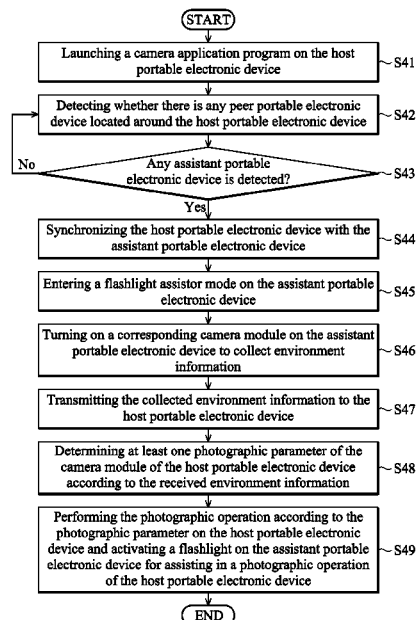 START
Launching a camera application program on the host
portable electronic device
S41
Detecting whether there is any peer portable electronic
device located around the host portable electronic device
S42
No
Any assistant portable
electronic device is detected?
S43
Yes
Synchronizing the host portable electronic device with the
assistant portable electronic device
S44
Entering a flashlight assistor mode on the assistant portable
electronic device
S45
Turning on a corresponding camera module on the assistant
portable electronic device to collect environment
information
S46
Transmitting the collected environment information to the
host portable electronic device
S47
Determining at least one photographic parameter of the
camera module of the host portable electronic device
according to the received environment information
S48
Performing the photographic operation according to the
photographic parameter on the host portable electronic
device and activating a flashlight on the assistant portable
electronic device for assisting in a photographic operation
of the host portable electronic device
S49
END